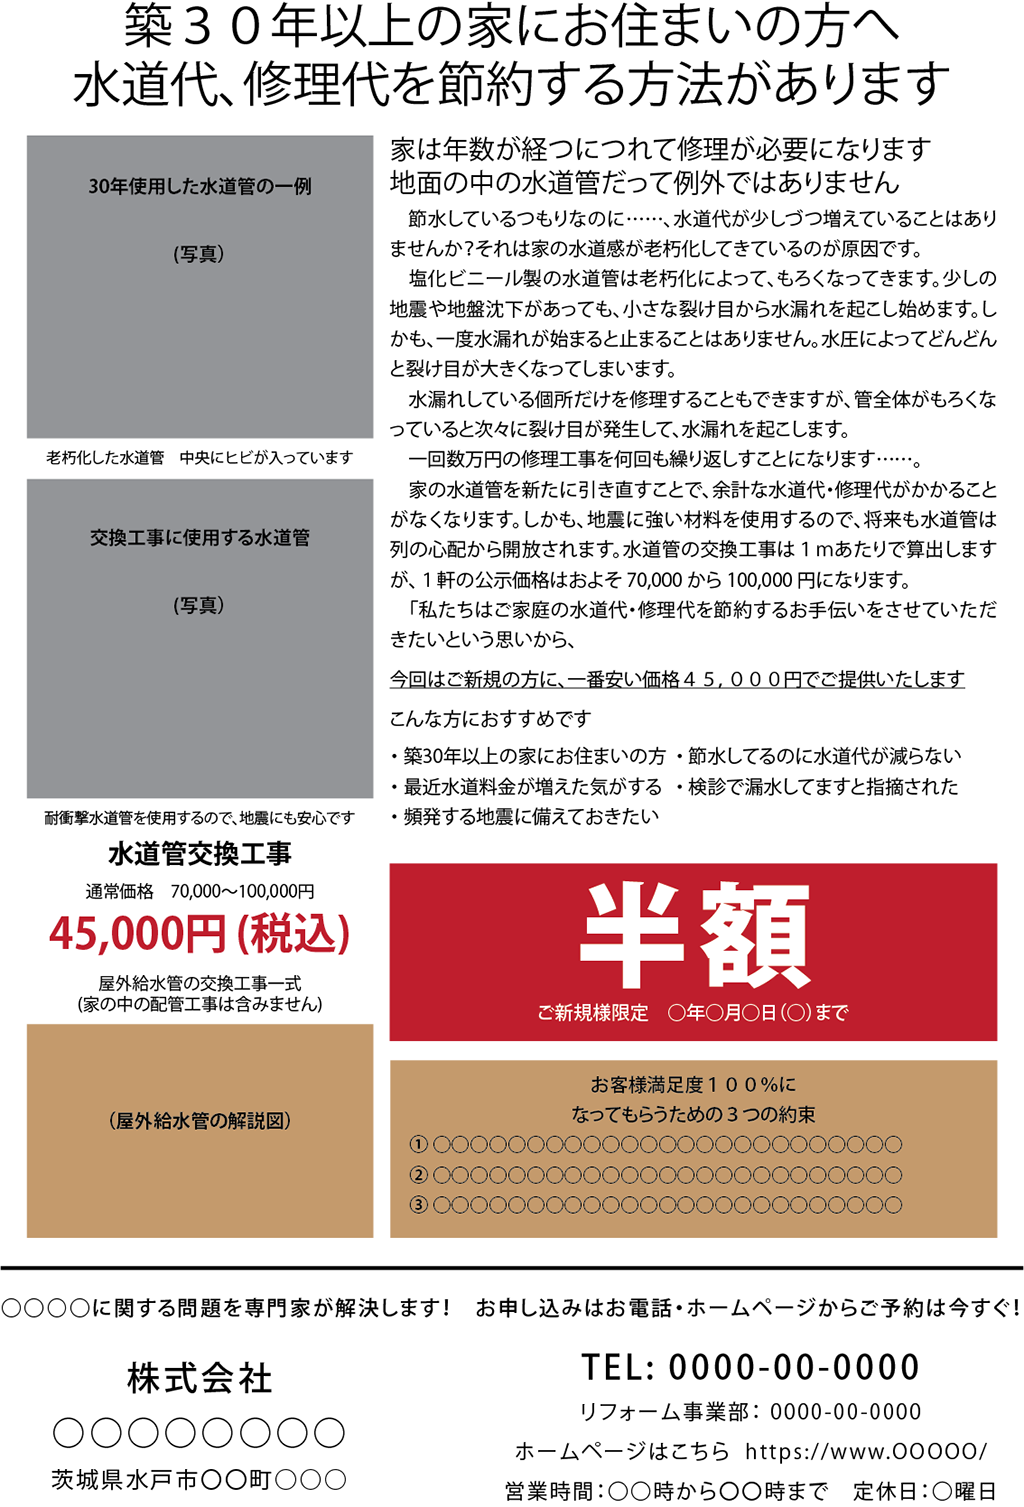 築３０年以上の家にお住まいの方へ
水道代、修理代を節約する方法があります
30年使用した水道管の一例
(写真)
老朽化した水道管　中央にヒビが入っています
交換工事に使用する水道管
(写真)
耐衝撃水道管を使用するので、地震にも安心です
水道管交換工事
通常価格　70,000～100,000円
45,000円 (税込)
屋外給水管の交換工事一式
(家の中の配管工事は含みません)
(屋外給水管の解説図)
家は年数が経つにつれて修理が必要になります
地面の中の水道管だって例外ではありません
　節水しているつもりなのに……、水道代が少しづつ増えていることはあり
ませんか？それは家の水道感が老朽化してきているのが原因です。
　塩化ビニール製の水道管は老朽化によって、もろくなってきます。少しの
地震や地盤沈下があっても、小さな裂け目から水漏れを起こし始めます。し
かも、一度水漏れが始まると止まることはありません。水圧によってどんどん
と裂け目が大きくなってしまいます。
　水漏れしている個所だけを修理することもできますが、管全体がもろくな
っていると次々に裂け目が発生して、水漏れを起こします。
　一回数万円の修理工事を何回も繰り返しすことになります……。
　家の水道管を新たに引き直すことで、余計な水道代・修理代がかかること
がなくなります。しかも、地震に強い材料を使用するので、将来も水道管は
列の心配から開放されます。水道管の交換工事は１ｍあたりで算出します
が、１軒の公示価格はおよそ 70,000 から 100,000 円になります。
　「私たちはご家庭の水道代・修理代を節約するお手伝いをさせていただ
きたいという思いから、
今回はご新規の方に、一番安い価格４５,０００円でご提供いたします
こんな方におすすめです
・築30年以上の家にお住まいの方 ・節水してるのに水道代が減らない
・最近水道料金が増えた気がする ・検診で漏水してますと指摘された
・頻発する地震に備えておきたい
半額
ご新規様限定　○年○月○日(○)まで
お客様満足度１００％に
なってもらうための３つの約束
① ○○○○○○○○○○○○○○○○○○○○○○○○○
② ○○○○○○○○○○○○○○○○○○○○○○○○○
③ ○○○○○○○○○○○○○○○○○○○○○○○○○
○○○○に関する問題を専門家が解決します！　お申し込みはお電話・ホームページからご予約は今すぐ！
株式会社
○○○○○○○○
茨城県水戸市○○町○○○
TEL: 0000-00-0000
リフォーム事業部： 0000-00-0000
ホームページはこちら https://www.OOOOO/
営業時間：○○時から○○時まで　定休日：○曜日